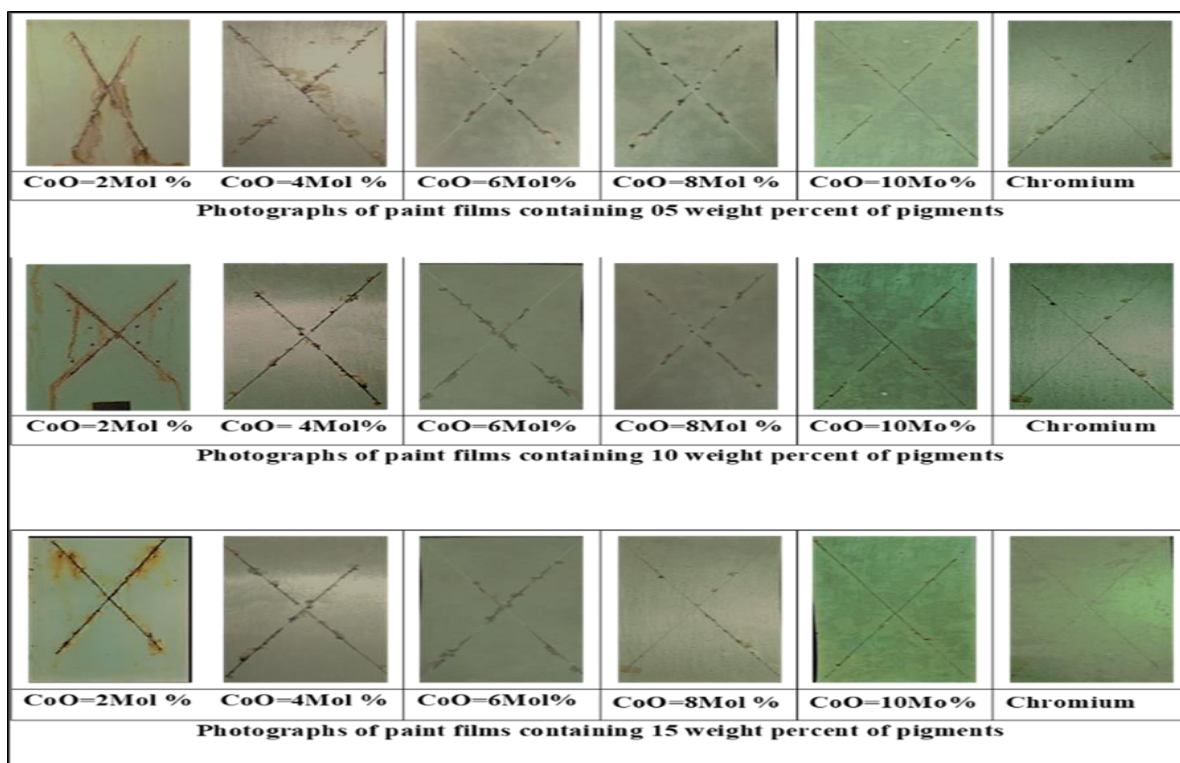 CoO=2Mol % CoO=4Mol % CoO=6Mol% CoO=8Mol % CoO=10Mo% Chromium
Photographs of paint films containing 05 weight percent of pigments
CoO=2Mol % CoO= 4Mol% CoO=6Mol% CoO=8Mol % CoO=10Mo% Chromium
Photographs of paint films containing 10 weight percent of pigments
CoO=2Mol % CoO=4Mol % CoO=6Mol% CoO=8Mol % CoO=10Mo% Chromium
Photographs of paint films containing 15 weight percent of pigments